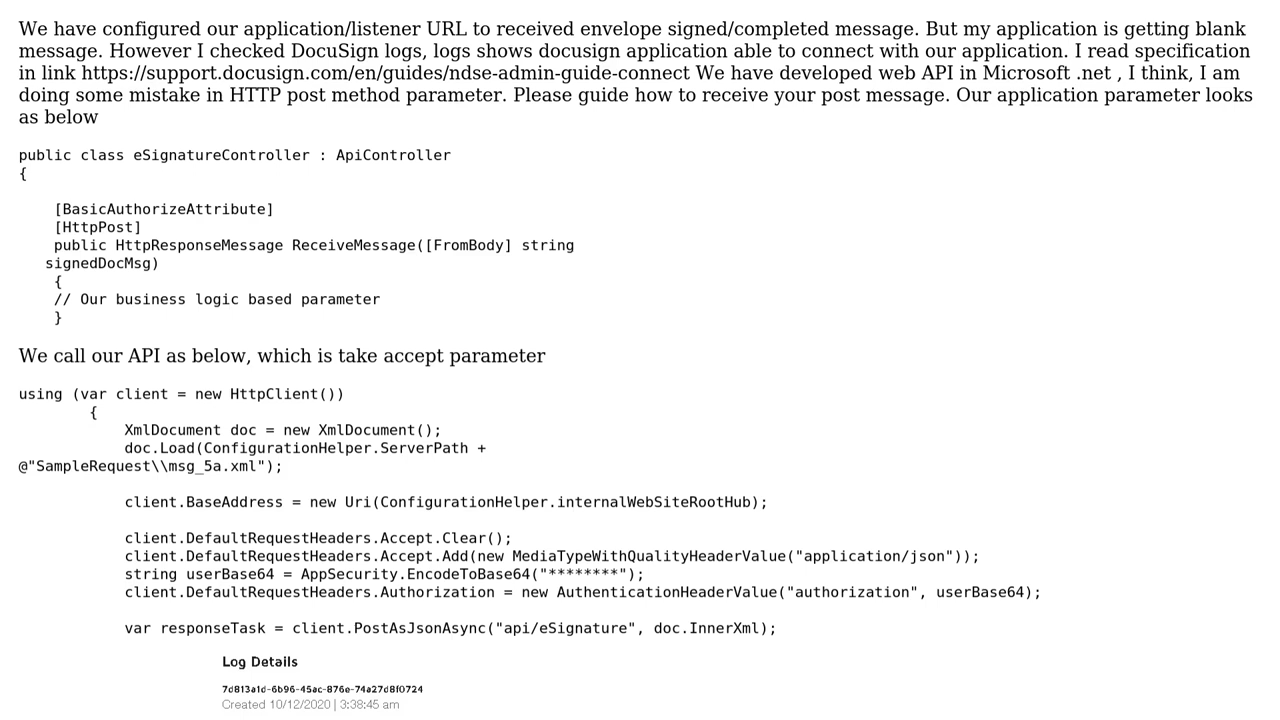 We have configured our application/listener URL to received envelope signed/completed message. But my application is getting blank
message. However I checked DocuSign logs, logs shows docusign application able to connect with our application. I read specification
in link https://support.docusign.com/en/guides/ndse-admin-guide-connect We have developed web API in Microsoft .net , I think, I am
doing some mistake in HTTP post method parameter. Please guide how to receive your post message. Our application parameter looks
as below
public class eSignatureController : ApiController
{
[BasicAuthorizeAttribute]
[HttpPost]
public HttpResponseMessage ReceiveMessage([FromBody] string
signedDocMsg)
{
// Our business logic based parameter
}
We call our API as below, which is take accept parameter
using (var client = new HttpClient())
{
XmlDocument doc = new XmlDocument();
doc.Load(ConfigurationHelper.ServerPath +
@"SampleRequest\\msg_5a.xml");
client.BaseAddress = new Uri(ConfigurationHelper.internalWebSiteRootHub);
client.DefaultRequestHeaders.Accept.Clear();
client.DefaultRequestHeaders.Accept.Add(new MediaTypeWithQualityHeaderValue("application/json"));
string userBase64 = AppSecurity.EncodeToBase64("********");
client.DefaultRequestHeaders.Authorization = new AuthenticationHeaderValue("authorization", userBase64);
var responseTask = client.PostAsJsonAsync("api/eSignature", doc.InnerXml);
Log Details
7d813a1d-6b96-45ac-876e-74a27d8f0724
Created 10/12/2020 | 3:38:45 am